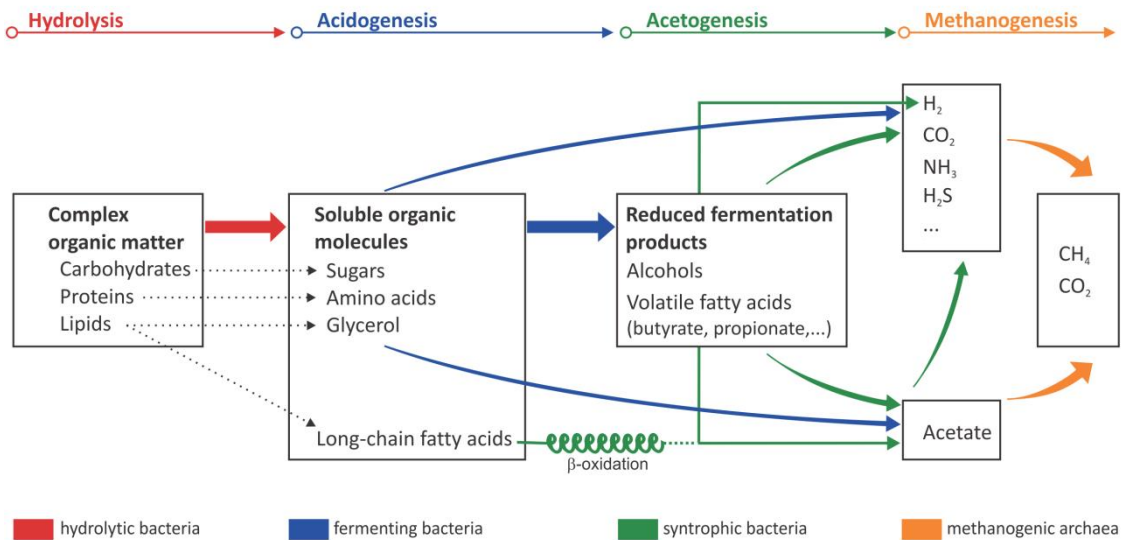 Hydrolysis
Acidogenesis
Acetogenesis
Methanogenesis
Complex
organic matter
Carbohydrates
Proteins
Lipids
Soluble organic
molecules
Sugars
Amino acids
Glycerol
Long-chain fatty acids
β-oxidation
Reduced fermentation
products
Alcohols
Volatile fatty acids
(butyrate, propionate,...)
H₂
CO₂
NH₃
H₂S
...
Acetate
CH₄
CO₂
hydrolytic bacteria
fermenting bacteria
syntrophic bacteria
methanogenic archaea